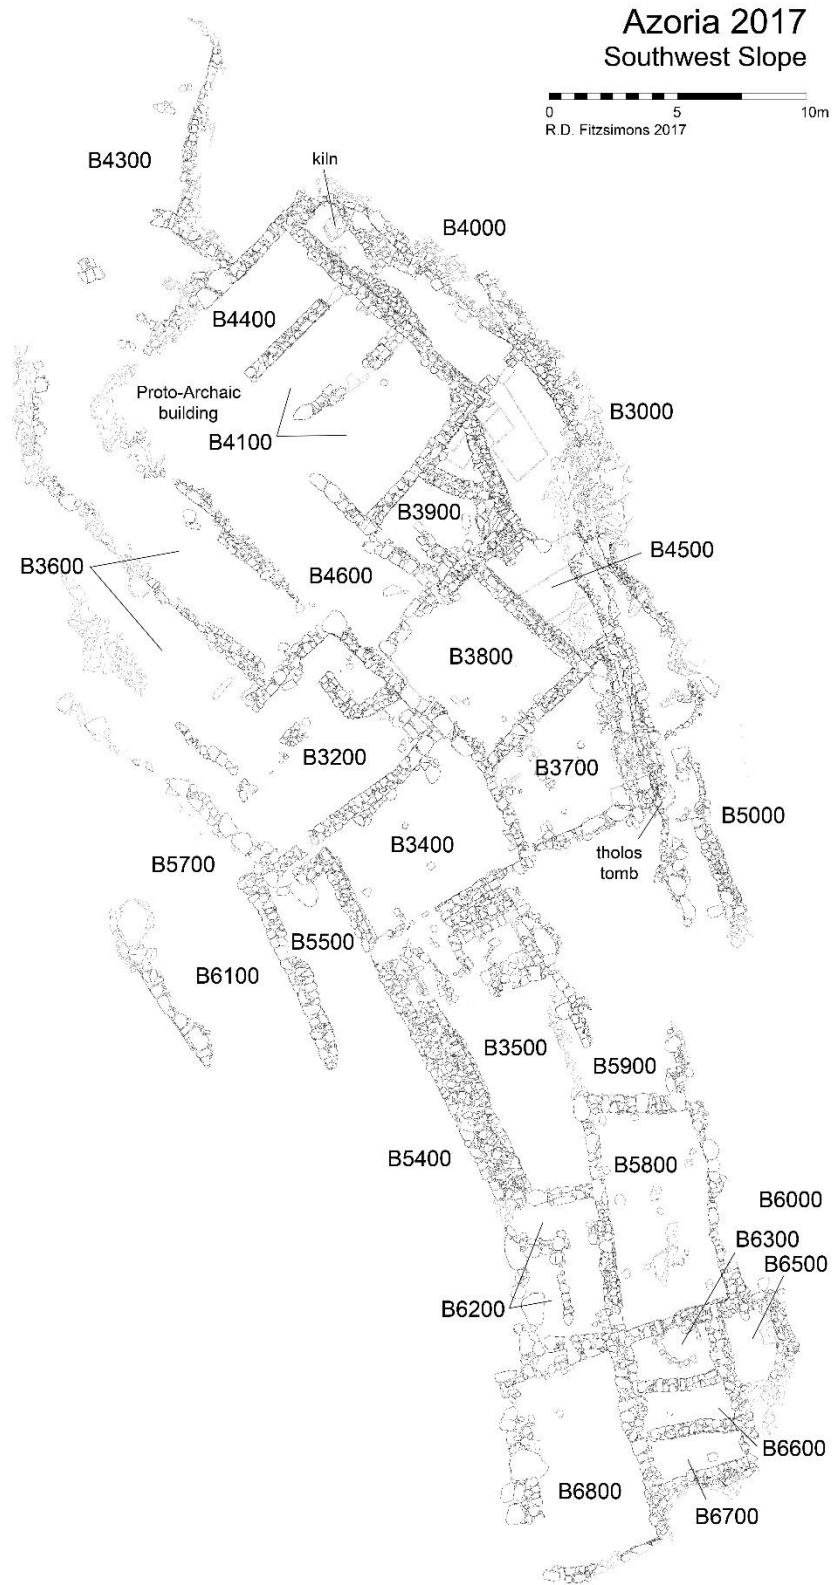 Azoria 2017
Southwest Slope
0 5 10m
R.D. Fitzsimons 2017
B4300
kiln
B4000
B4400
Proto-Archaic
building
B4100
B3000
B3900
B4500
B3600
B4600
B3800
B3200
B3700
B5000
B3400
tholos
tomb
B5700
B5500
B6100
B3500
B5900
B5400
B5800
B6000
B6300
B6500
B6200
B6600
B6800
B6700